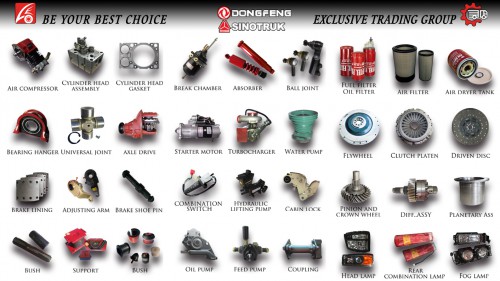 BE YOUR BEST CHOICE
DONGFENG
SINOTRUK
EXCLUSIVE TRADING GROUP
Air compressor
Cylinder head
assembly
Cylinder head
gasket
Break chamber
Absorber
Ball joint
Fuel filter
Oil filter
Air filter
Air dryer tank
Bearing hanger
Universal joint
Axle drive
Starter motor
Turbocharger
Water pump
Flywheel
Clutch platen
Driven disc
Brake lining
Adjusting arm
Brake shoe pin
Combination
switch
Hydraulic
lifting pump
Cabin lock
Pinion and
crown wheel
Diff..assy
Planetary Ass
Bush
Support
Bush
Oil pump
Feed pump
Coupling
Head lamp
Rear
combination lamp
Fog lamp